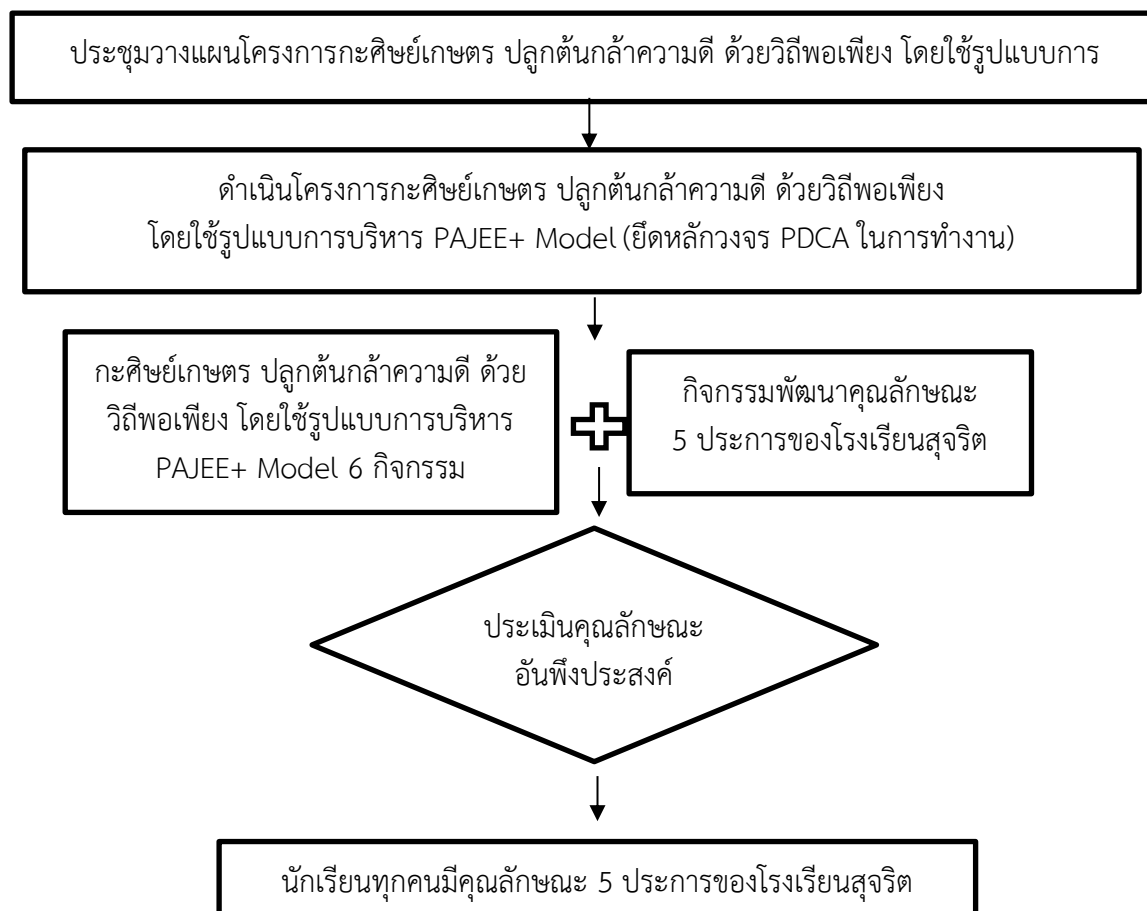 ประชุมวางแผนโครงการกะศิษย์เกษตร ปลูกต้นกล้าความดี ด้วยวิถีพอเพียง โดยใช้รูปแบบการ
ดำเนินโครงการกะศิษย์เกษตร ปลูกต้นกล้าความดี ด้วยวิถีพอเพียง
โดยใช้รูปแบบการบริหาร PAJEE+ Model (ยึดหลักวงจร PDCA ในการทำงาน)
กะศิษย์เกษตร ปลูกต้นกล้าความดี ด้วย
วิถีพอเพียง โดยใช้รูปแบบการบริหาร
PAJEE+ Model 6 กิจกรรม
กิจกรรมพัฒนาคุณลักษณะ
5 ประการของโรงเรียนสุจริต
ประเมินคุณลักษณะ
อันพึงประสงค์
นักเรียนทุกคนมีคุณลักษณะ 5 ประการของโรงเรียนสุจริต